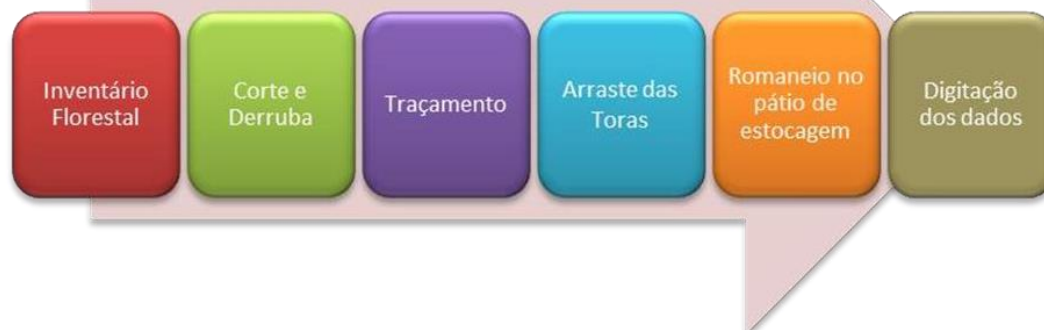 Inventário
Florestal
Corte e
Derruba
Traçamento
Arraste das
Toras
Romaneio no
pátio de
estocagem
Digitação
dos dados